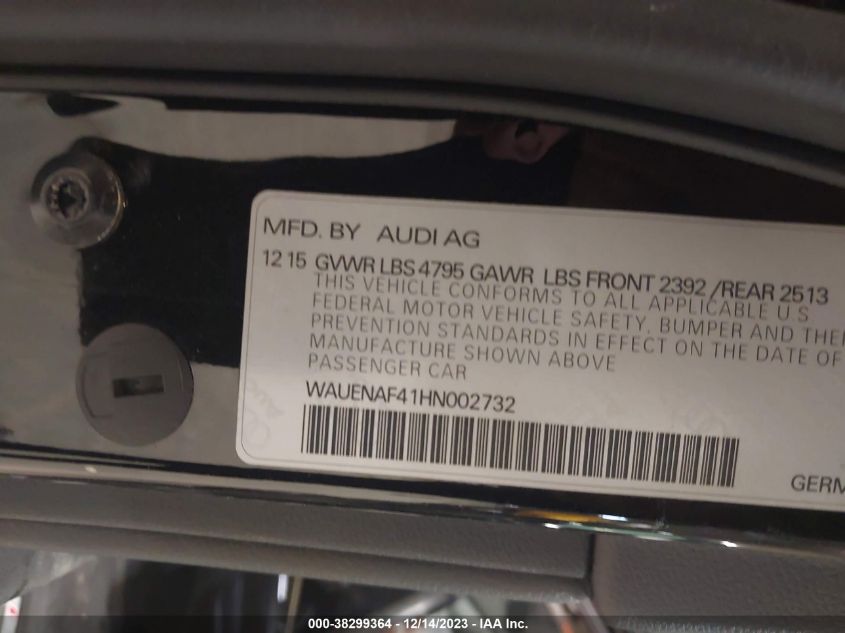 MFD. BY AUDI AG
12 15 GVWR LBS 4795 GAWR LBS FRONT 2392 /REAR 2513
THIS VEHICLE CONFORMS TO ALL APPLICABLE U.S
FEDERAL MOTOR VEHICLE SAFETY, BUMPER AND THEF
PREVENTION STANDARDS IN EFFECT ON THE DATE OF
MANUFACTURE SHOWN ABOVE
PASSENGER CAR
WAUENAF41HN002732
GERM
000-38299364 - 12/14/2023 - IAA Inc.